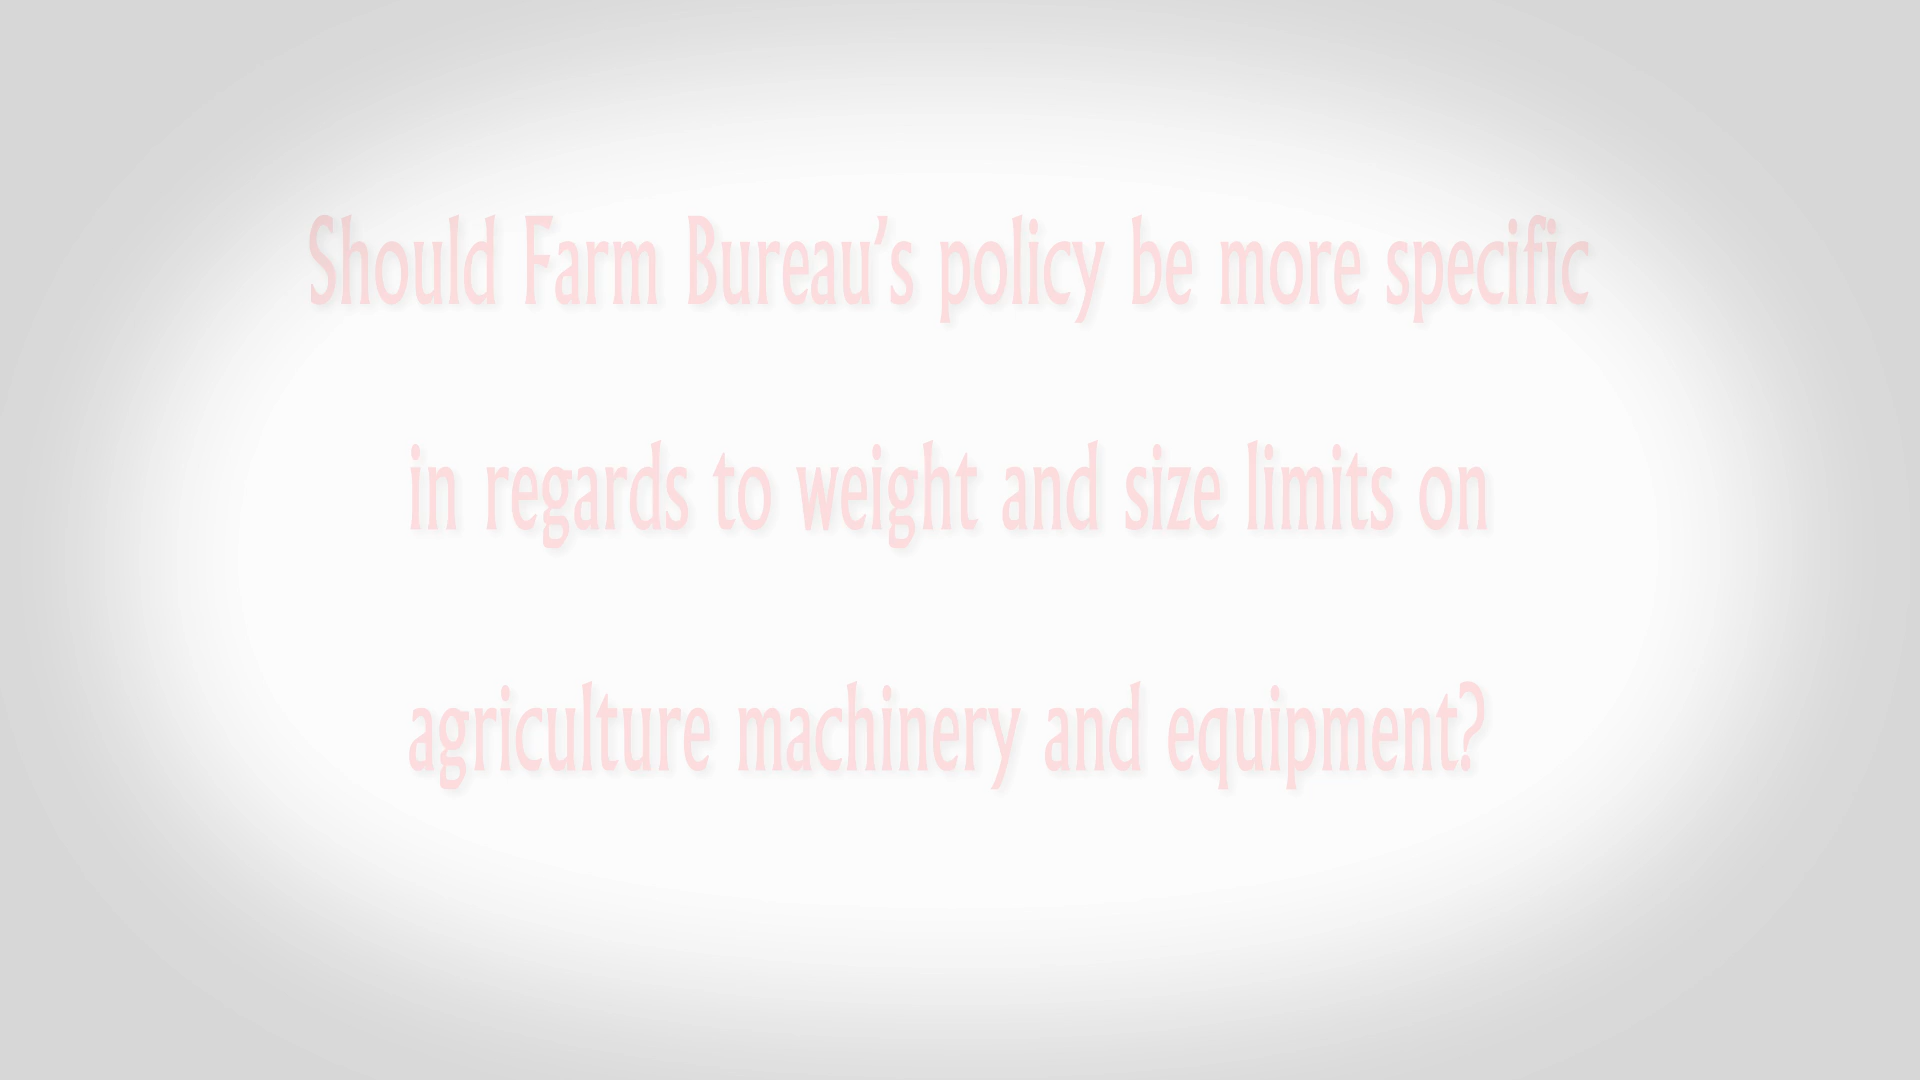 Should Farm Bureau’s policy be more specific
in regards to weight and size limits on
agriculture machinery and equipment?